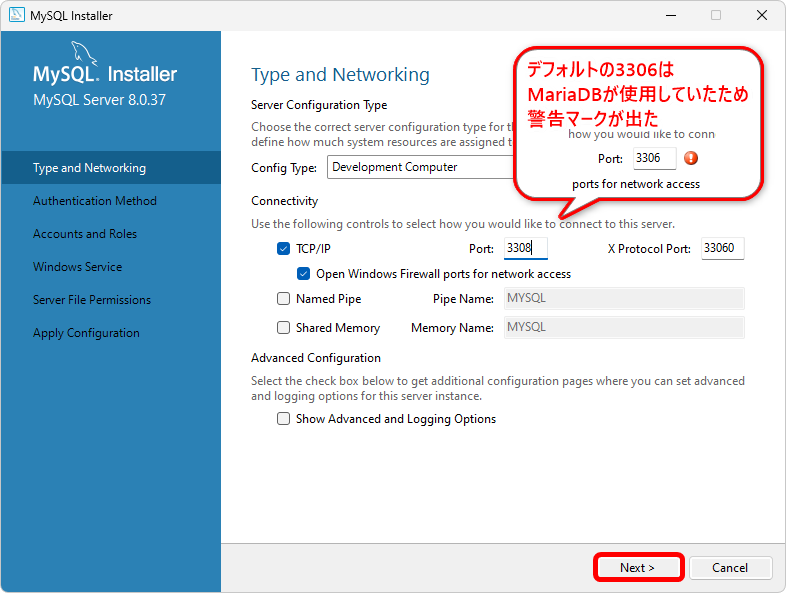 MySQL Installer
MySQL. Installer
MySQL Server 8.0.37
Type and Networking
Authentication Method
Accounts and Roles
Windows Service
Server File Permissions
Apply Configuration
Type and Networking
Server Configuration Type
Choose the correct server configuration type for th
define how much system resources are assigned t
Config Type: Development Computer
デフォルトの3306は
MariaDBが使用していたため
警告マークが出た
how you would like to conn
Port: 3306
ports for network access
Connectivity
Use the following controls to select how you would like to connect to this server.
TCP/IP Port: 3308 X Protocol Port: 33060
Open Windows Firewall ports for network access
Named Pipe Pipe Name: MYSQL
Shared Memory Memory Name: MYSQL
Advanced Configuration
Select the check box below to get additional configuration pages where you can set advanced
and logging options for this server instance.
Show Advanced and Logging Options
Next > Cancel